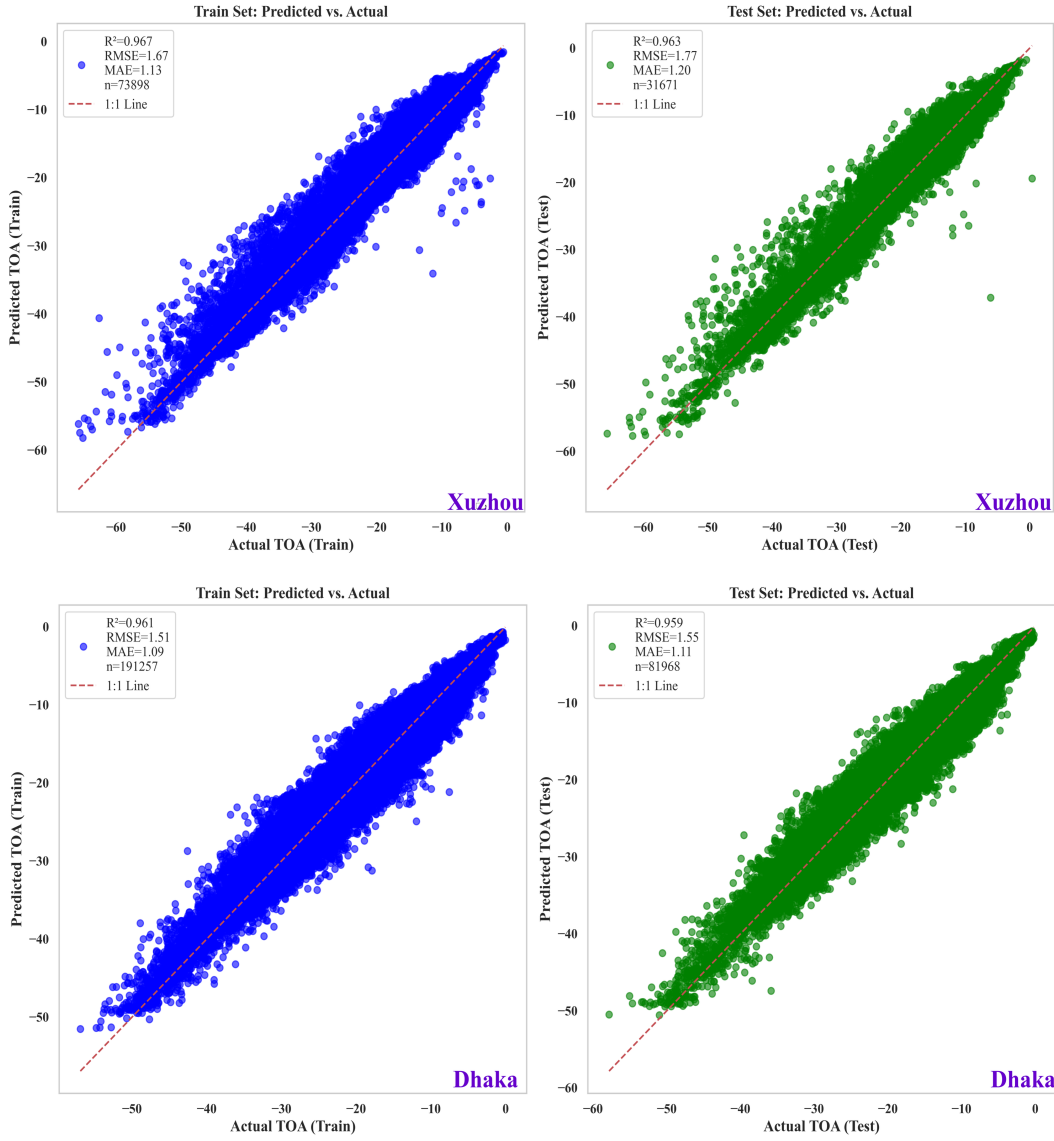 Train Set: Predicted vs. Actual
R²=0.967
RMSE=1.67
MAE=1.13
n=73898
1:1 Line
0
−10
−20
−30
−40
−50
−60
Predicted TOA (Train)
Xuzhou
−60
−50
−40
−30
−20
−10
0
Actual TOA (Train)
Test Set: Predicted vs. Actual
R²=0.963
RMSE=1.77
MAE=1.20
n=31671
1:1 Line
0
−10
−20
−30
−40
−50
−60
Predicted TOA (Test)
Xuzhou
−60
−50
−40
−30
−20
−10
0
Actual TOA (Test)
Train Set: Predicted vs. Actual
R²=0.961
RMSE=1.51
MAE=1.09
n=191257
1:1 Line
0
−10
−20
−30
−40
−50
Predicted TOA (Train)
Dhaka
−50
−40
−30
−20
−10
0
Actual TOA (Train)
Test Set: Predicted vs. Actual
R²=0.959
RMSE=1.55
MAE=1.11
n=81968
1:1 Line
0
−10
−20
−30
−40
−50
−60
Predicted TOA (Test)
Dhaka
−60
−50
−40
−30
−20
−10
0
Actual TOA (Test)